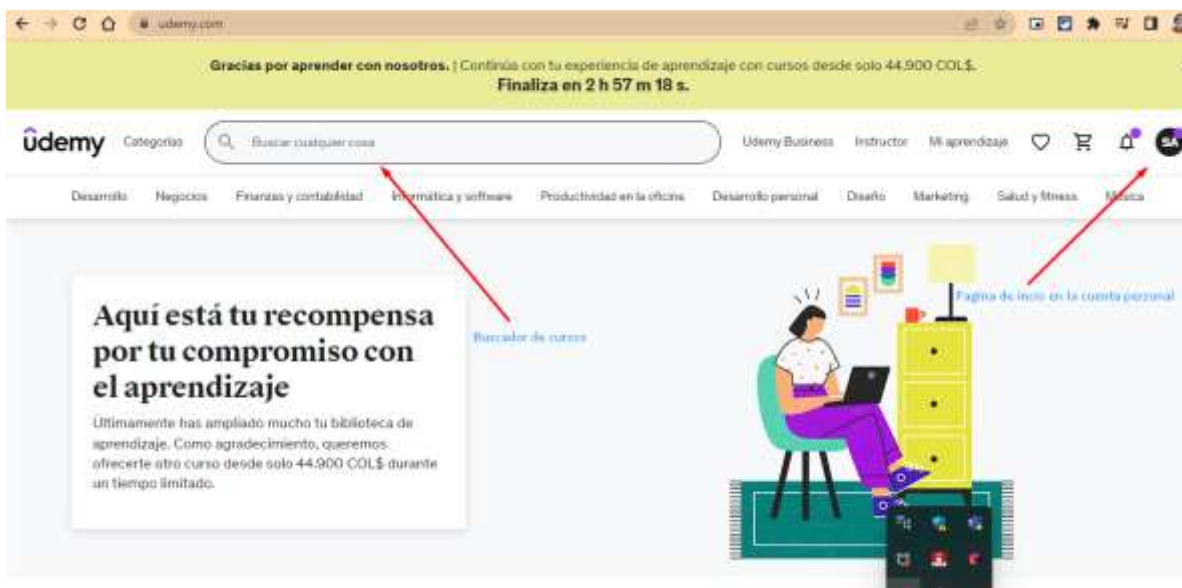 udemy.com
Gracias por aprender con nosotros. | Continúa con tu experiencia de aprendizaje con cursos desde solo 44.900 COL$.
Finaliza en 2 h 57 m 18 s.
ûdemy Categorías Buscar cualquier cosa Udemy Business Instructor Mi aprendizaje SA
Desarrollo Negocios Finanzas y contabilidad Informática y software Productividad en la oficina Desarrollo personal Diseño Marketing Salud y fitness Música
Aquí está tu recompensa
por tu compromiso con
el aprendizaje
Últimamente has ampliado mucho tu biblioteca de
aprendizaje. Como agradecimiento, queremos
ofrecerte otro curso desde solo 44.900 COL$ durante
un tiempo limitado.
Buscador de cursos
Pagina de incio en la cuenta personal